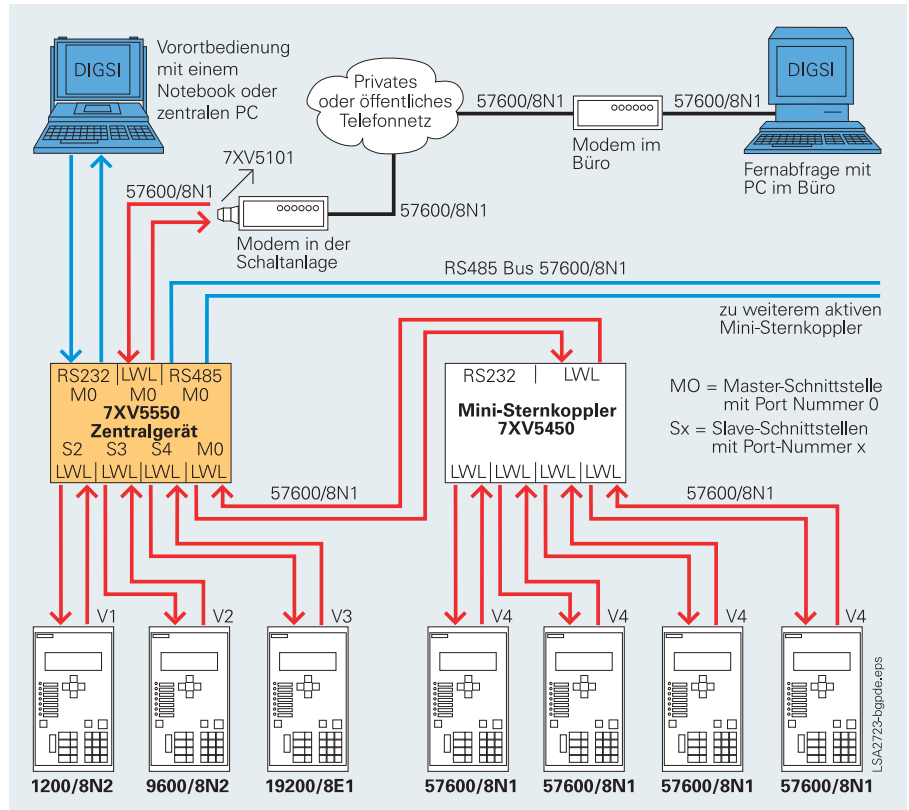 DIGSI
Vorortbedienung
mit einem
Notebook oder
zentralen PC
Privates
oder öffentliches
Telefonnetz
57600/8N1
57600/8N1
Modem im
Büro
DIGSI
Fernabfrage mit
PC im Büro
7XV5101
57600/8N1
57600/8N1
Modem in der
Schaltanlage
RS485 Bus 57600/8N1
zu weiterem aktiven
Mini-Sternkoppler
RS232 LWL RS485
M0 M0 M0
7XV5550
Zentralgerät
S2 S3 S4 M0
LWL LWL LWL LWL
RS232 LWL
Mini-Sternkoppler
7XV5450
LWL LWL LWL LWL
MO = Master-Schnittstelle
mit Port Nummer 0
Sx = Slave-Schnittstellen
mit Port-Nummer x
57600/8N1
57600/8N1
V1 V2 V3 V4 V4 V4 V4
1200/8N2 9600/8N2 19200/8E1 57600/8N1 57600/8N1 57600/8N1 57600/8N1
LSA2723-bgpde.eps